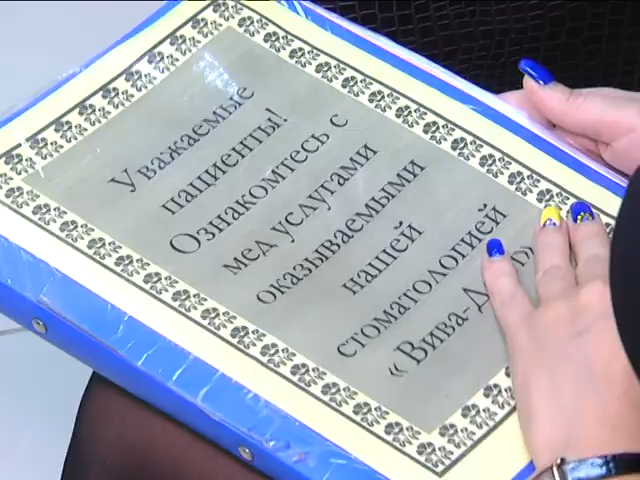 Уважаемые
пациенты!
Ознакомтесь с
мед услугами
оказываемыми
нашей
стоматологией
«Вива-Д